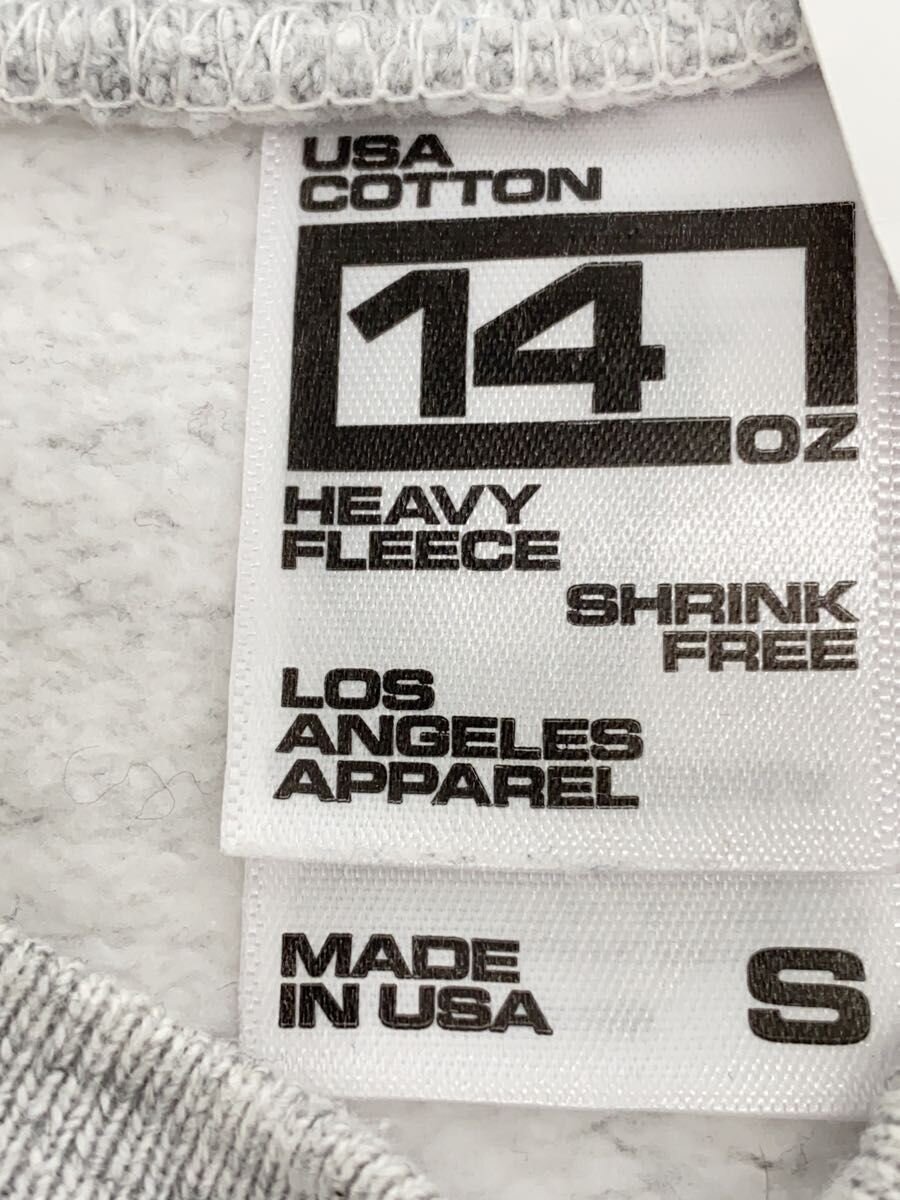 USA
COTTON
14
OZ
HEAVY
FLEECE
SHRINK
FREE
LOS
ANGELES
APPAREL
MADE
IN USA
S